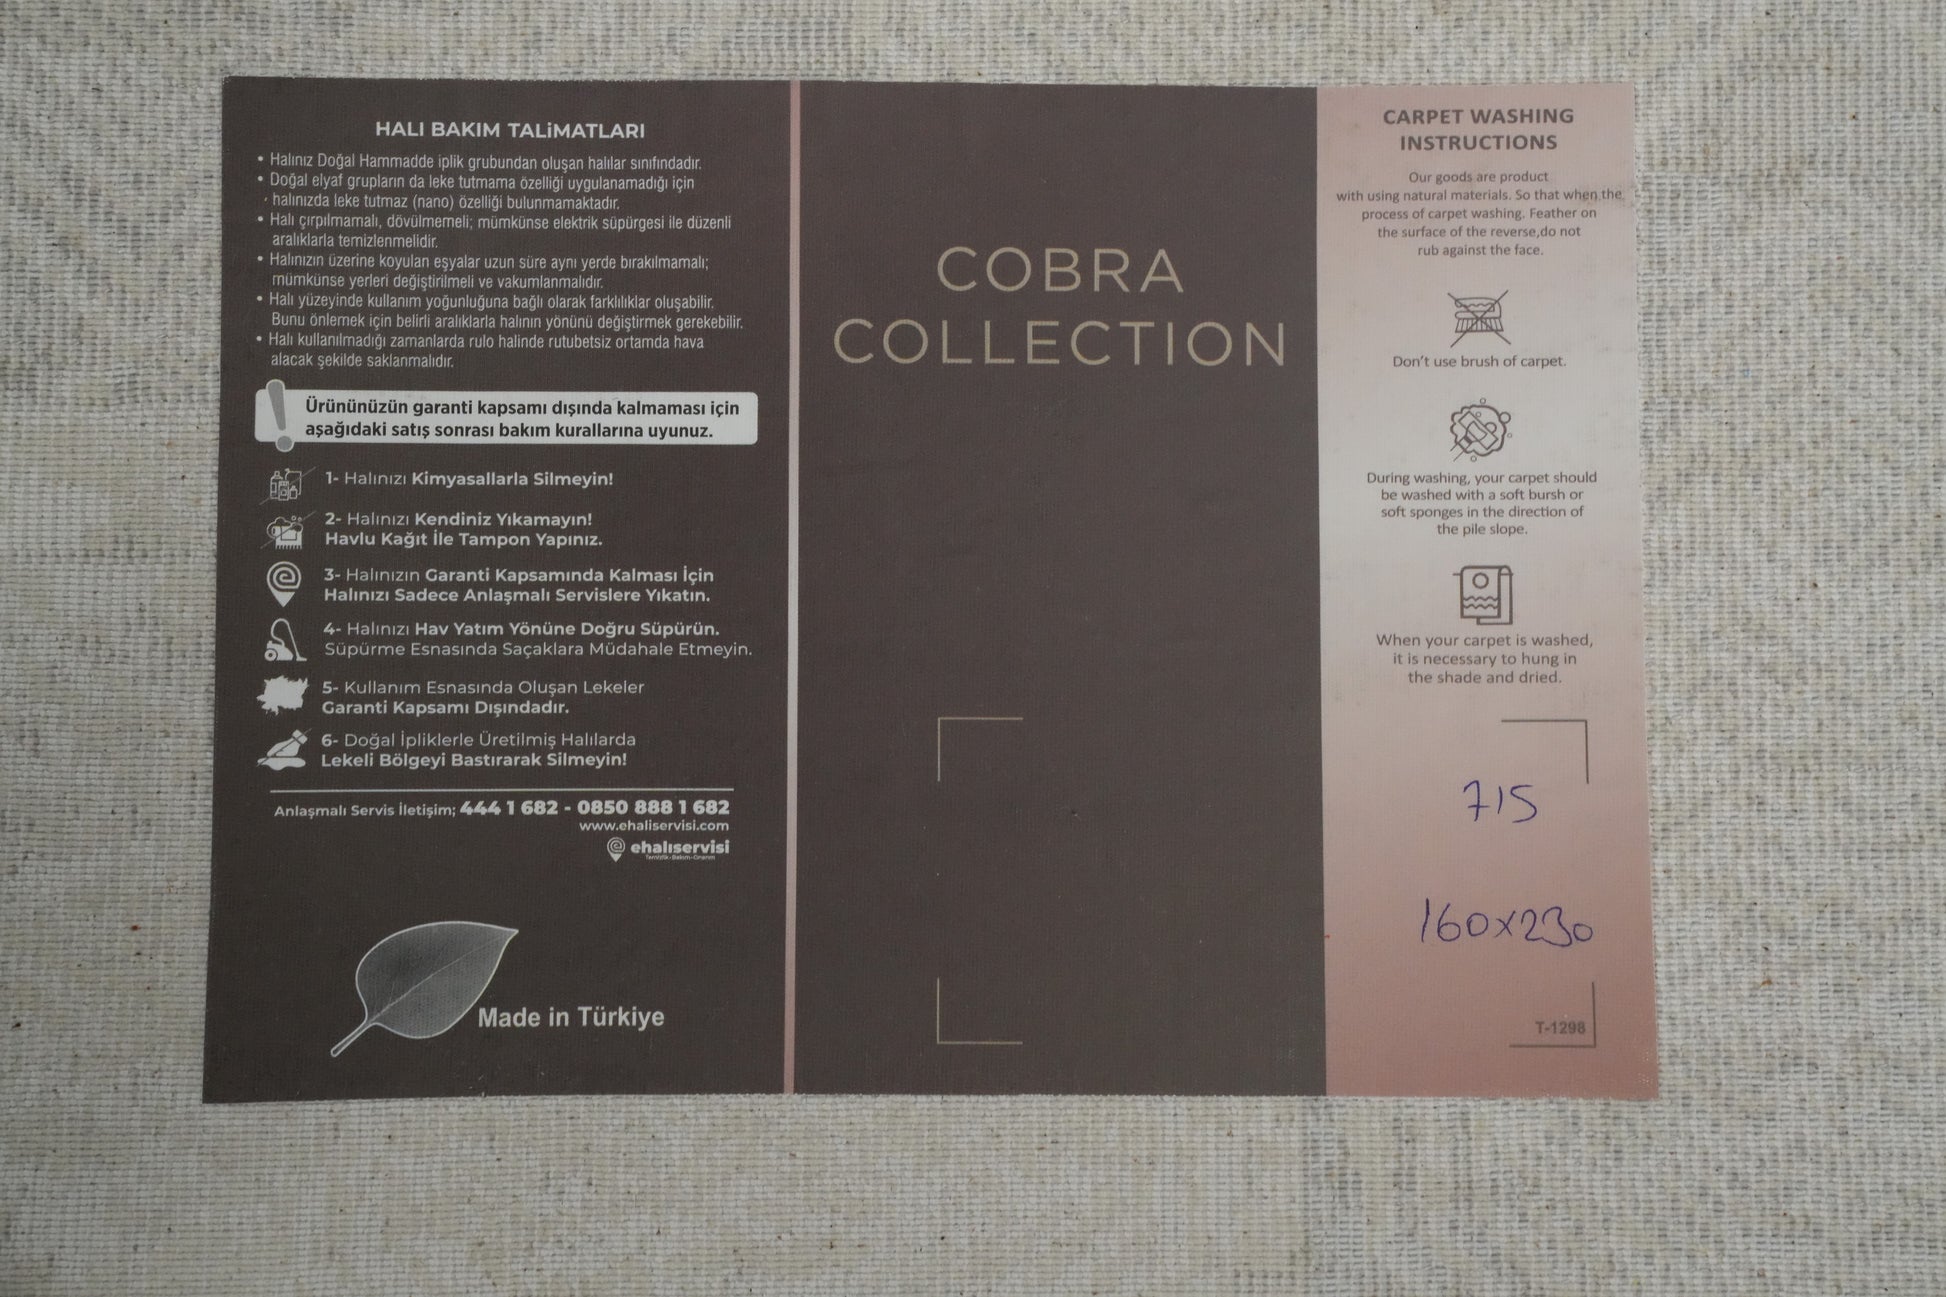 HALI BAKIM TALİMATLARI
• Halınız Doğal Hammadde iplik grubundan oluşan halılar sınıfındadır.
• Doğal elyaf grupların da leke tutmama özelliği uygulanamadığı için
· halınızda leke tutmaz (nano) özelliği bulunmamaktadır.
• Halı çırpılmamalı, dövülmemeli; mümkünse elektrik süpürgesi ile düzenli
aralıklarla temizlenmelidir.
• Halınızın üzerine koyulan eşyalar uzun süre aynı yerde bırakılmamalı;
mümkünse yerleri değiştirilmeli ve vakumlanmalıdır.
• Halı yüzeyinde kullanım yoğunluğuna bağlı olarak farklılıklar oluşabilir.
Bunu önlemek için belirli aralıklarla halının yönünü değiştirmek gerekebilir.
• Halı kullanılmadığı zamanlarda rulo halinde rutubetsiz ortamda hava
alacak şekilde saklanmalıdır.
Ürününüzün garanti kapsamı dışında kalmaması için
aşağıdaki satış sonrası bakım kurallarına uyunuz.
1- Halınızı Kimyasallarla Silmeyin!
2- Halınızı Kendiniz Yıkamayın!
Havlu Kağıt İle Tampon Yapınız.
3- Halınızın Garanti Kapsamında Kalması İçin
Halınızı Sadece Anlaşmalı Servislere Yıkatın.
4- Halınızı Hav Yatım Yönüne Doğru Süpürün.
Süpürme Esnasında Saçaklara Müdahale Etmeyin.
5- Kullanım Esnasında Oluşan Lekeler
Garanti Kapsamı Dışındadır.
6- Doğal İpliklerle Üretilmiş Halılarda
Lekeli Bölgeyi Bastırarak Silmeyin!
Anlaşmalı Servis İletişim; 444 1 682 - 0850 888 1 682
www.ehaliservisi.com
ehalıservisi
Temizlik-Bakım-Onarım
Made in Türkiye
COBRA
COLLECTION
CARPET WASHING
INSTRUCTIONS
Our goods are product
with using natural materials. So that when the
process of carpet washing. Feather on
the surface of the reverse,do not
rub against the face.
Don't use brush of carpet.
During washing, your carpet should
be washed with a soft bursh or
soft sponges in the direction of
the pile slope.
When your carpet is washed,
it is necessary to hung in
the shade and dried.
715
160x230
T-1298